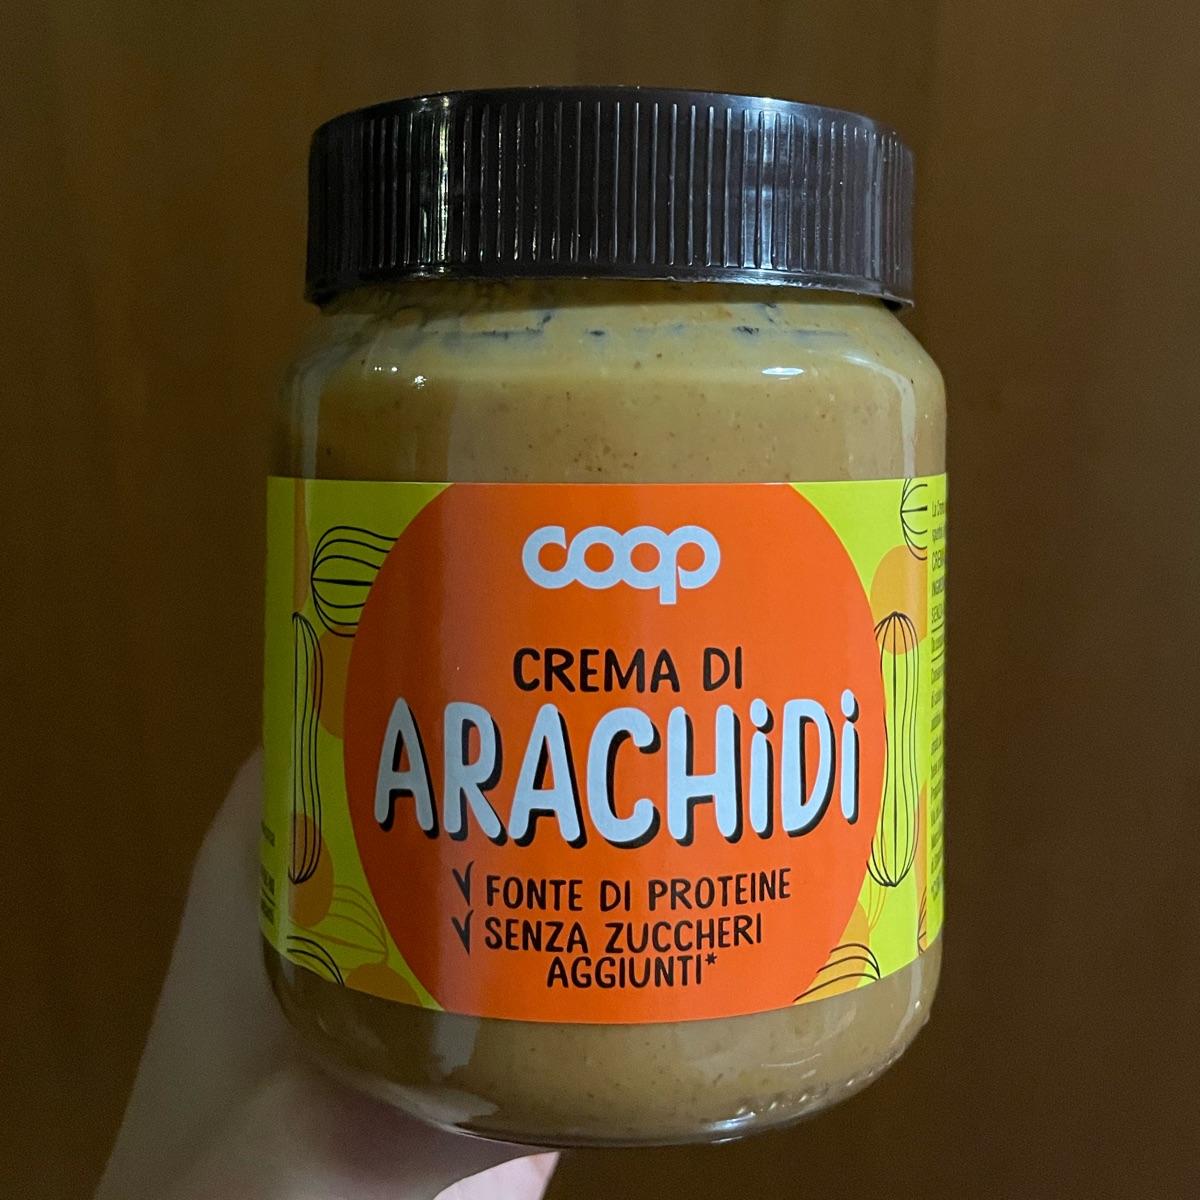 coop
CREMA DI
ARACHiDi
FONTE DI PROTEINE
SENZA ZUCCHERI
AGGIUNTI*